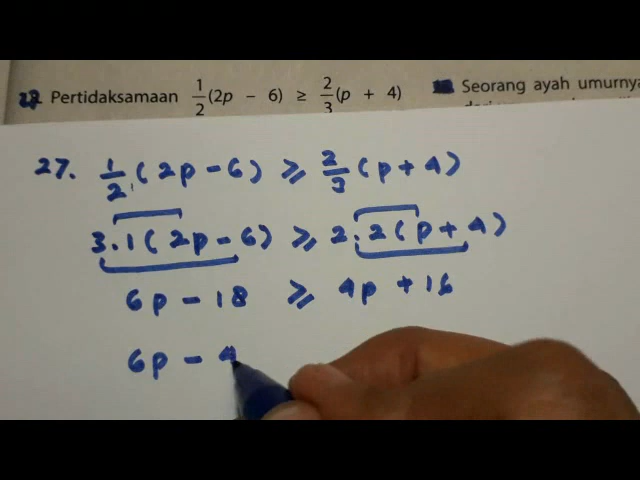 27 Pertidaksamaan 1/2(2p − 6) ≥ 2/3(p + 4)
Seorang ayah umurnya
27. 1/2(2p − 6) ≥ 2/3(p + 4)
3.1(2p − 6) ≥ 2.2(p + 4)
6p − 18 ≥ 4p + 16
6p − 4